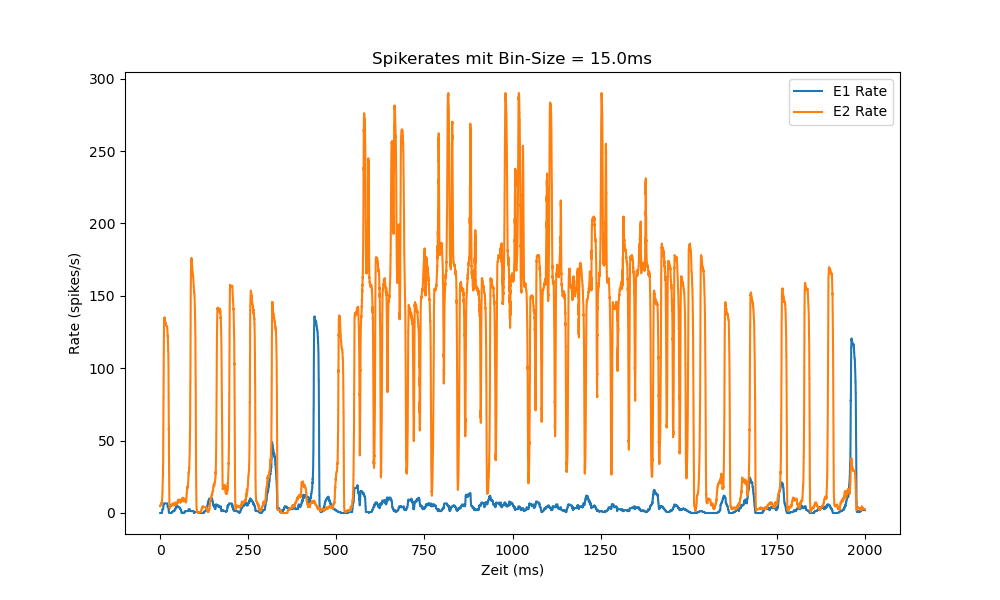 Spikerates mit Bin-Size = 15.0ms
E1 Rate
E2 Rate
300
250
200
150
100
50
0
Rate (spikes/s)
0 250 500 750 1000 1250 1500 1750 2000
Zeit (ms)